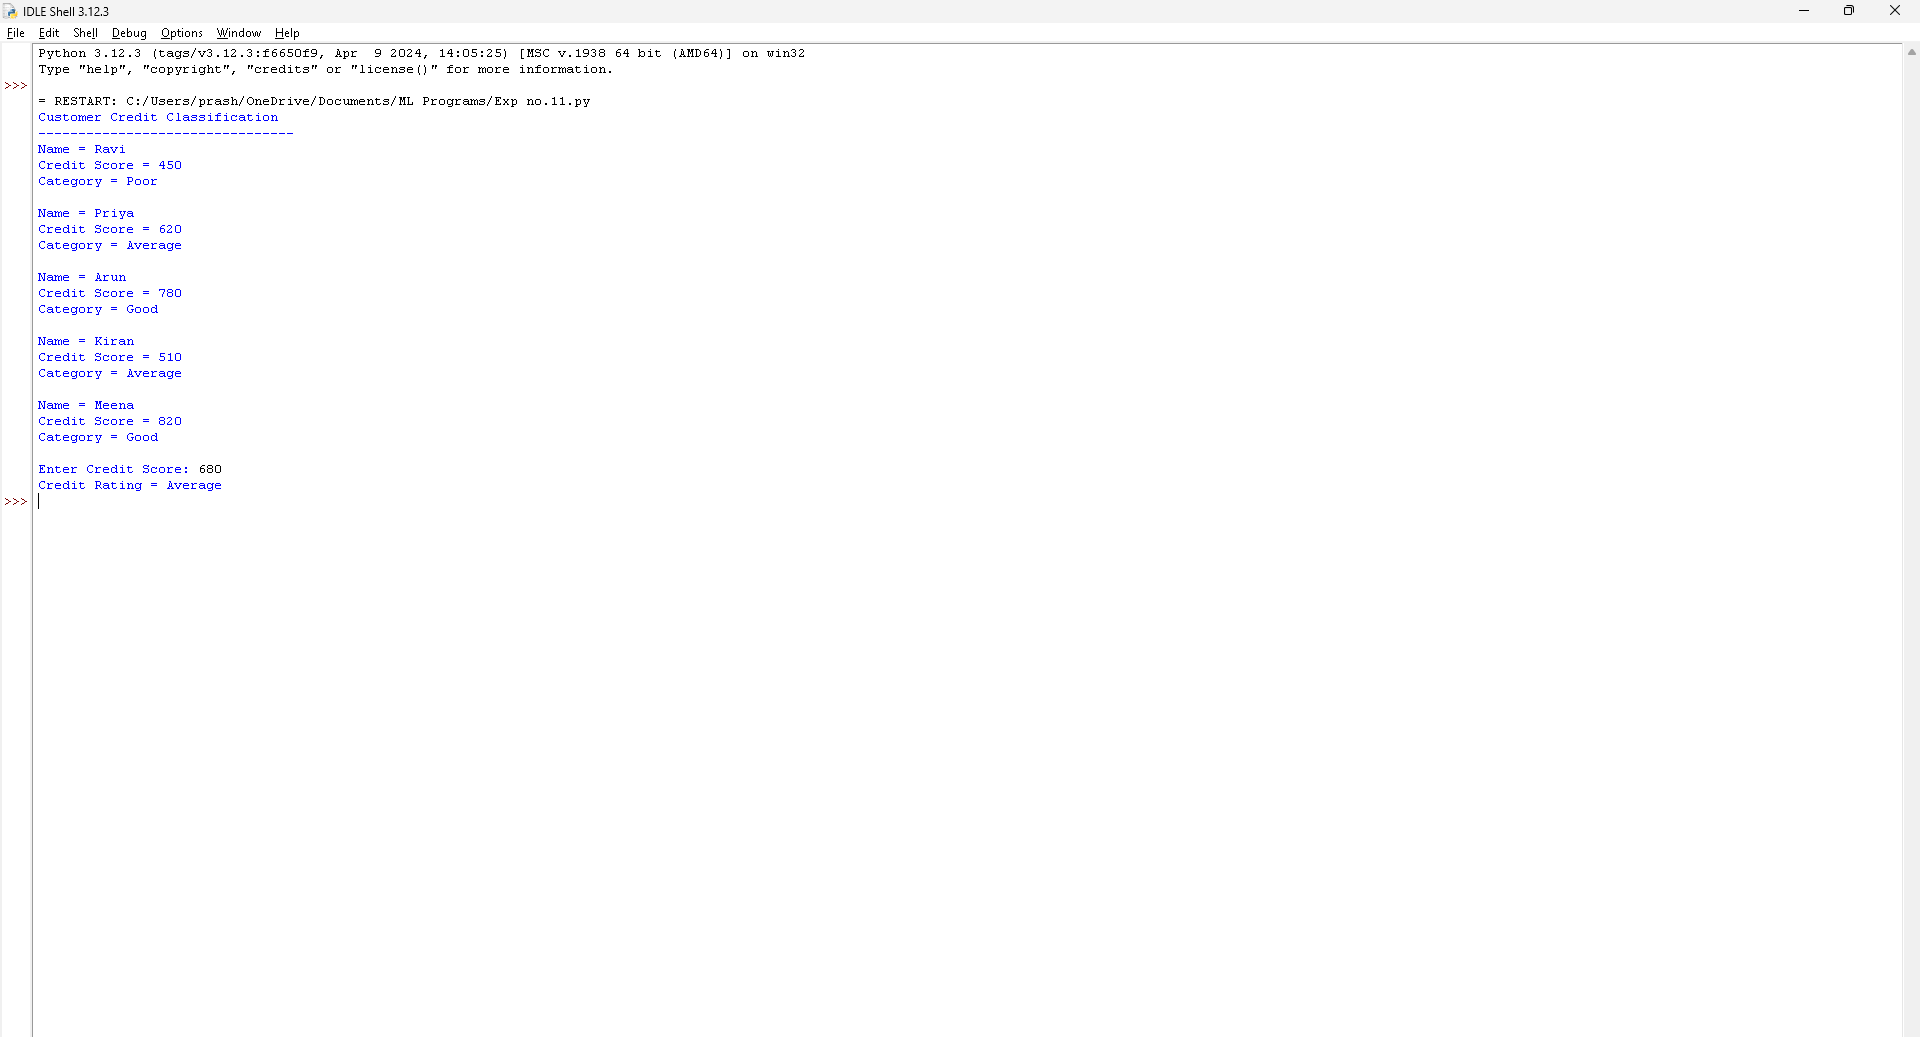 IDLE Shell 3.12.3
File Edit Shell Debug Options Window Help
Python 3.12.3 (tags/v3.12.3:f6650f9, Apr  9 2024, 14:05:25) [MSC v.1938 64 bit (AMD64)] on win32
Type "help", "copyright", "credits" or "license()" for more information.
>>>
= RESTART: C:/Users/prash/OneDrive/Documents/ML Programs/Exp no.11.py
Customer Credit Classification
--------------------------------
Name = Ravi
Credit Score = 450
Category = Poor
Name = Priya
Credit Score = 620
Category = Average
Name = Arun
Credit Score = 780
Category = Good
Name = Kiran
Credit Score = 510
Category = Average
Name = Meena
Credit Score = 820
Category = Good
Enter Credit Score: 680
Credit Rating = Average
>>>